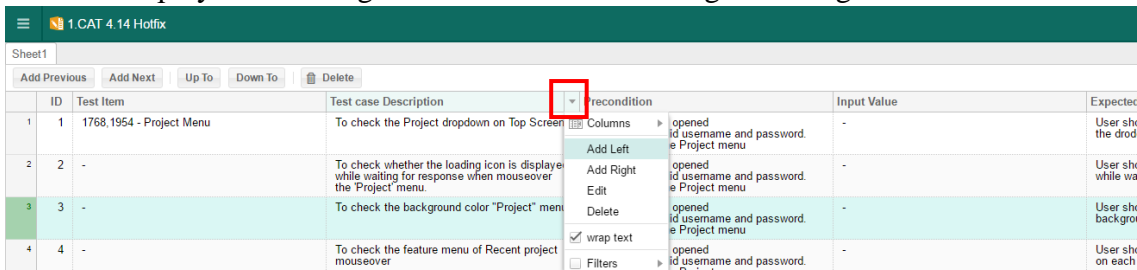 1.CAT 4.14 Hotfix
Sheet1
Add Previous Add Next Up To Down To Delete
ID Test Item Test case Description Precondition Input Value Expected
1 1 1768,1954 - Project Menu To check the Project dropdown on Top Screen opened - User sho
id username and password. the drod
e Project menu
Columns
Add Left
Add Right
Edit
Delete
wrap text
Filters
2 2 - To check whether the loading icon is displaye opened - User sho
while waiting for response when mouseover id username and password. while wa
the 'Project' menu. e Project menu
3 3 - To check the background color "Project" menu opened - User sho
id username and password. backgrou
e Project menu
4 4 - To check the feature menu of Recent project opened - User sho
mouseover id username and password. on each